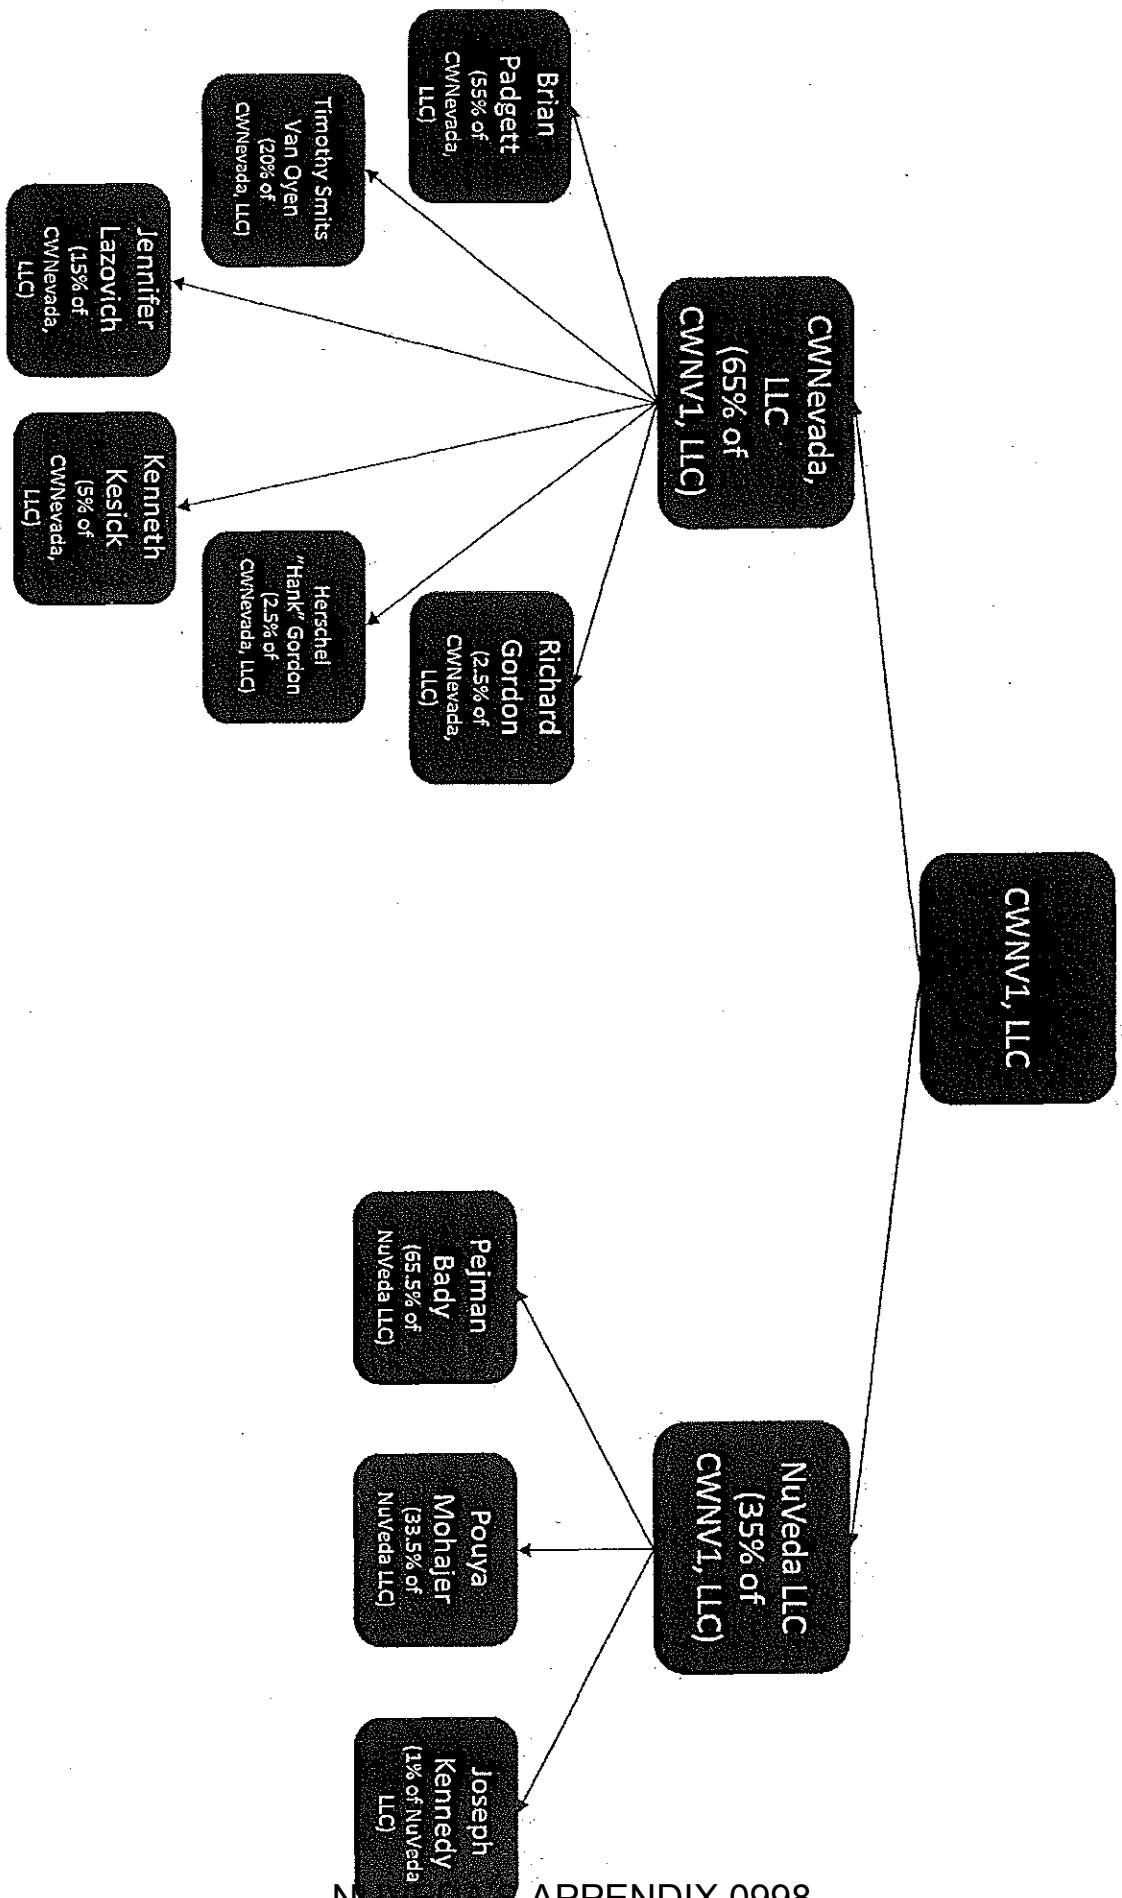 CWNV1, LLC
CWNevada,
LLC
(65% of
CWNV1, LLC)
NuVeda LLC
(35% of
CWNV1, LLC)
Brian
Padgett
(55% of
CWNevada,
LLC)
Timothy Smits
Van Oyen
(20% of
CWNevada, LLC)
Jennifer
Lazovich
(15% of
CWNevada,
LLC)
Kenneth
Kesick
(5% of
CWNevada,
LLC)
Herschel
"Hank" Gordon
(2.5% of
CWNevada, LLC)
Richard
Gordon
(2.5% of
CWNevada,
LLC)
Pejman
Bady
(65.5% of
NuVeda LLC)
Pouya
Mohajer
(33.5% of
NuVeda LLC)
Joseph
Kennedy
(1% of NuVeda
LLC)
APPENDIX 0998